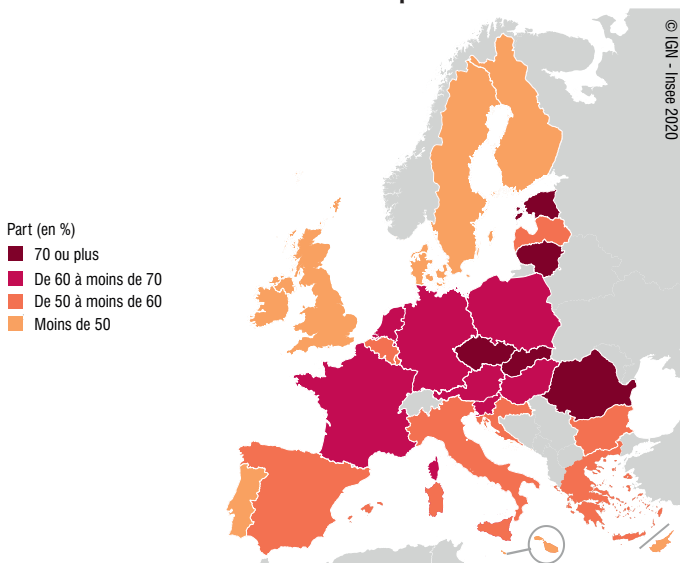 © IGN - Insee 2020
Part (en %)
70 ou plus
De 60 à moins de 70
De 50 à moins de 60
Moins de 50